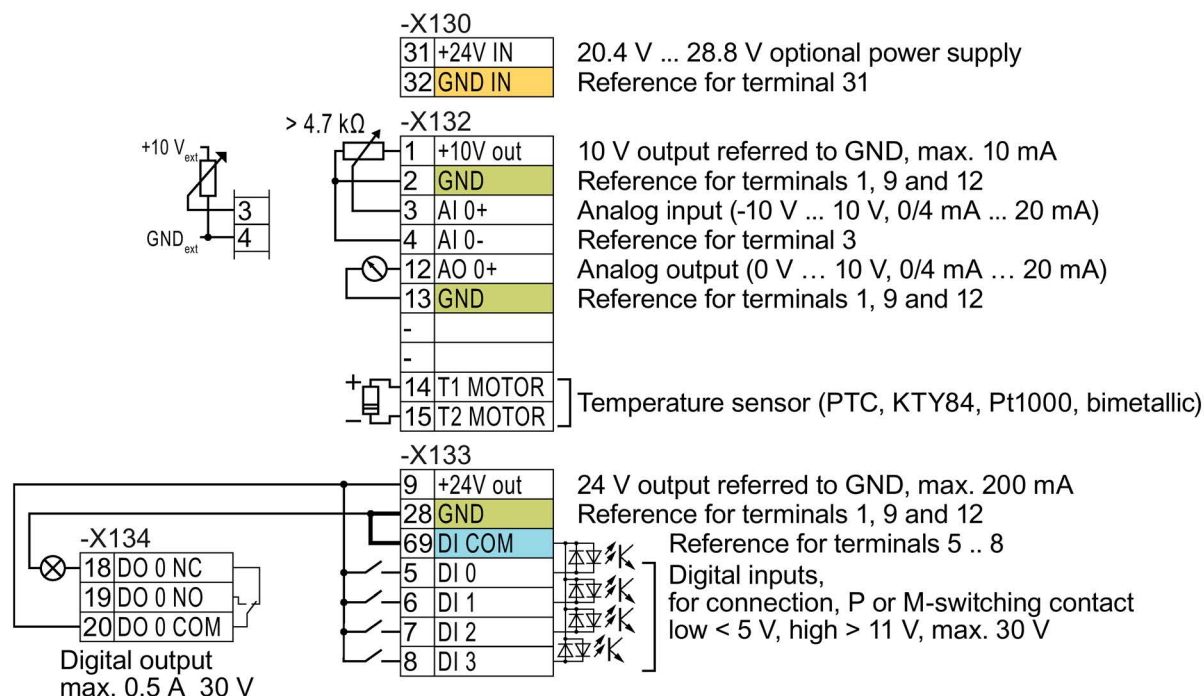 -X130
31 +24V IN 20.4 V ... 28.8 V optional power supply
32 GND IN Reference for terminal 31
> 4.7 kΩ
-X132
+10 Vext
1 +10V out 10 V output referred to GND, max. 10 mA
2 GND Reference for terminals 1, 9 and 12
3
3 AI 0+ Analog input (-10 V ... 10 V, 0/4 mA ... 20 mA)
GNDext 4
4 AI 0- Reference for terminal 3
12 AO 0+ Analog output (0 V … 10 V, 0/4 mA … 20 mA)
13 GND Reference for terminals 1, 9 and 12
-
-
+
14 T1 MOTOR
Temperature sensor (PTC, KTY84, Pt1000, bimetallic)
– 15 T2 MOTOR
-X133
9 +24V out 24 V output referred to GND, max. 200 mA
28 GND Reference for terminals 1, 9 and 12
69 DI COM Reference for terminals 5 .. 8
5 DI 0 Digital inputs,
6 DI 1 for connection, P or M-switching contact
7 DI 2 low < 5 V, high > 11 V, max. 30 V
8 DI 3
-X134
18 DO 0 NC
19 DO 0 NO
20 DO 0 COM
Digital output
max. 0.5 A 30 V